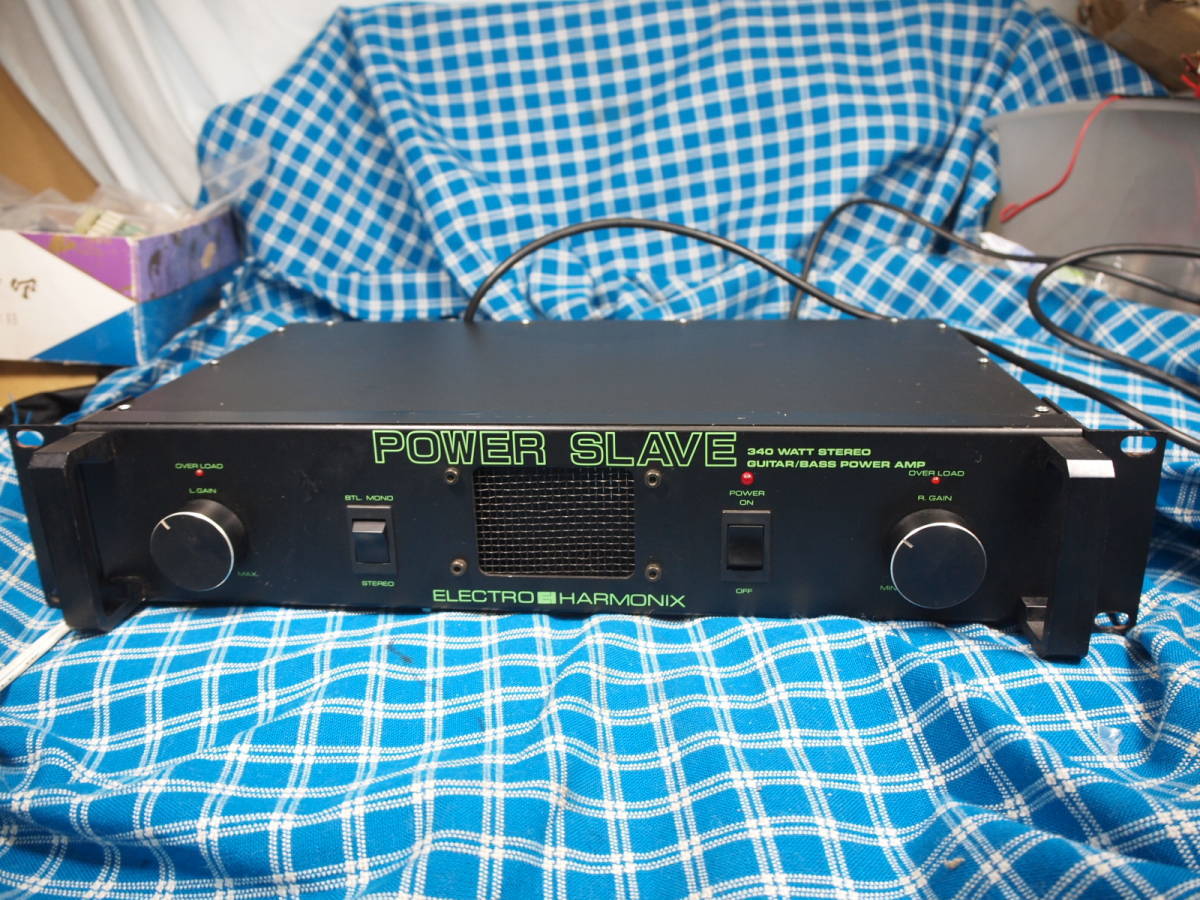 POWER SLAVE
340 WATT STEREO
GUITAR/BASS POWER AMP
OVER LOAD
L.GAIN
MAX.
BTL MONO
STEREO
POWER
ON
OFF
OVER LOAD
R.GAIN
MIN.
ELECTRO HARMONIX